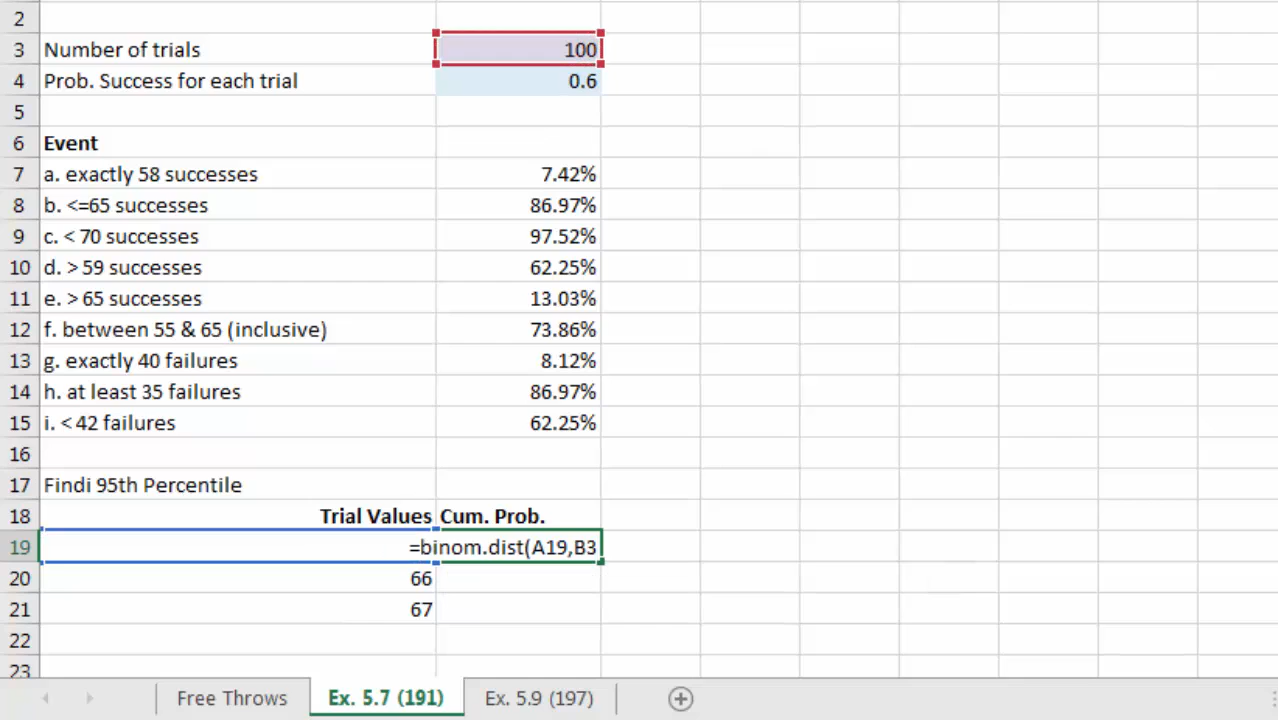 2
3 Number of trials 100
4 Prob. Success for each trial 0.6
5
6 Event
7 a. exactly 58 successes 7.42%
8 b. <=65 successes 86.97%
9 c. < 70 successes 97.52%
10 d. > 59 successes 62.25%
11 e. > 65 successes 13.03%
12 f. between 55 & 65 (inclusive) 73.86%
13 g. exactly 40 failures 8.12%
14 h. at least 35 failures 86.97%
15 i. < 42 failures 62.25%
16
17 Findi 95th Percentile
18 Trial Values Cum. Prob.
19 =binom.dist(A19,B3
20 66
21 67
22
23
Free Throws Ex. 5.7 (191) Ex. 5.9 (197)